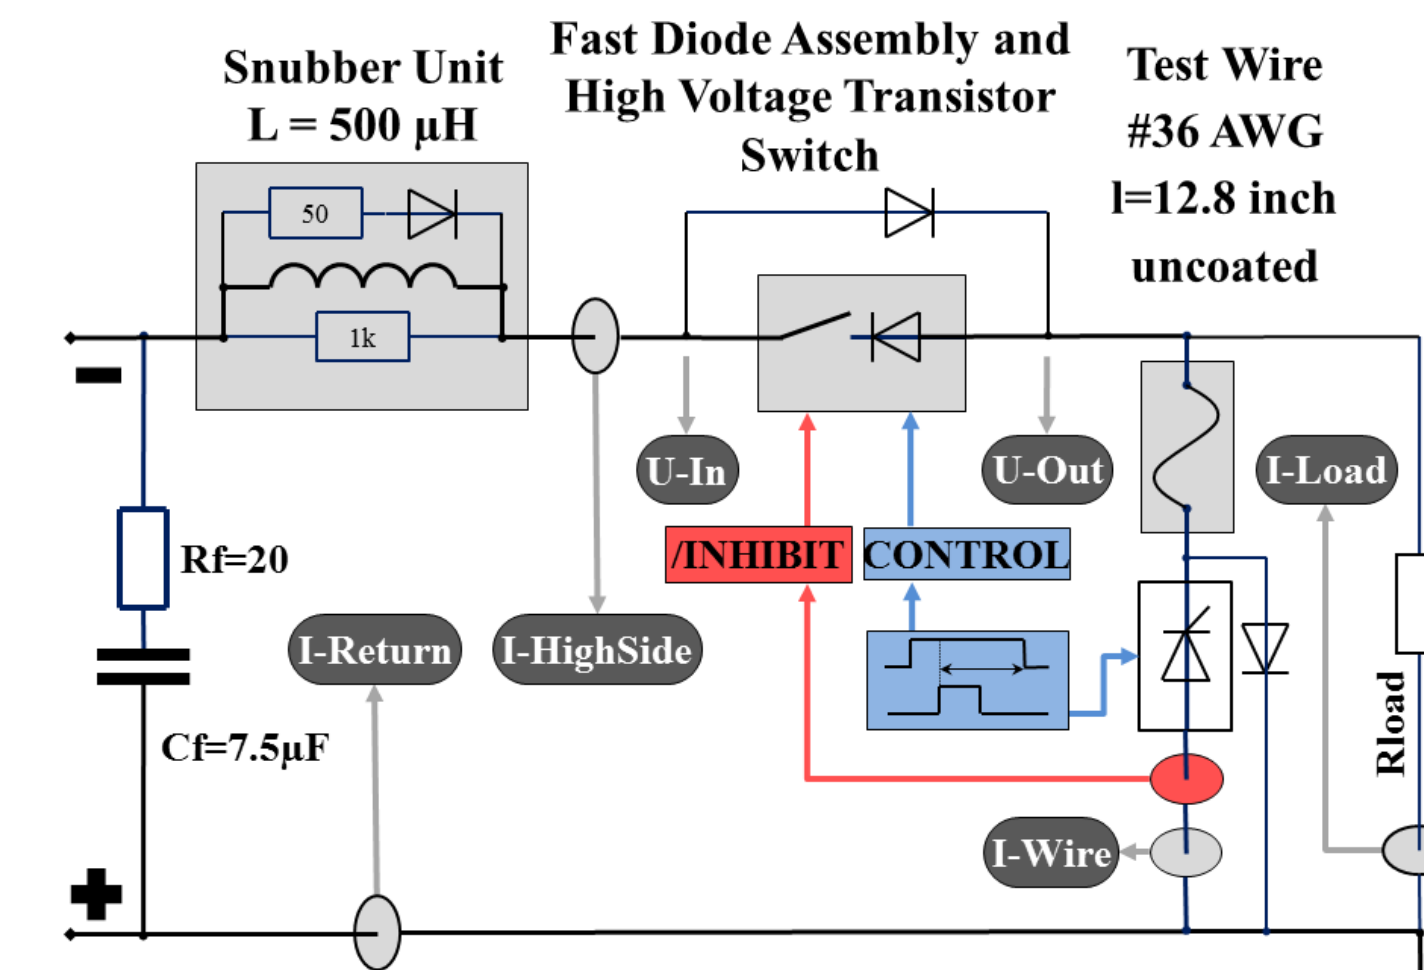 Snubber Unit
L = 500 µH
Fast Diode Assembly and
High Voltage Transistor
Switch
Test Wire
#36 AWG
l=12.8 inch
uncoated
50
1k
U-In
U-Out
I-Load
/INHIBIT
CONTROL
Rf=20
I-Return
I-HighSide
Cf=7.5µF
Rload
I-Wire